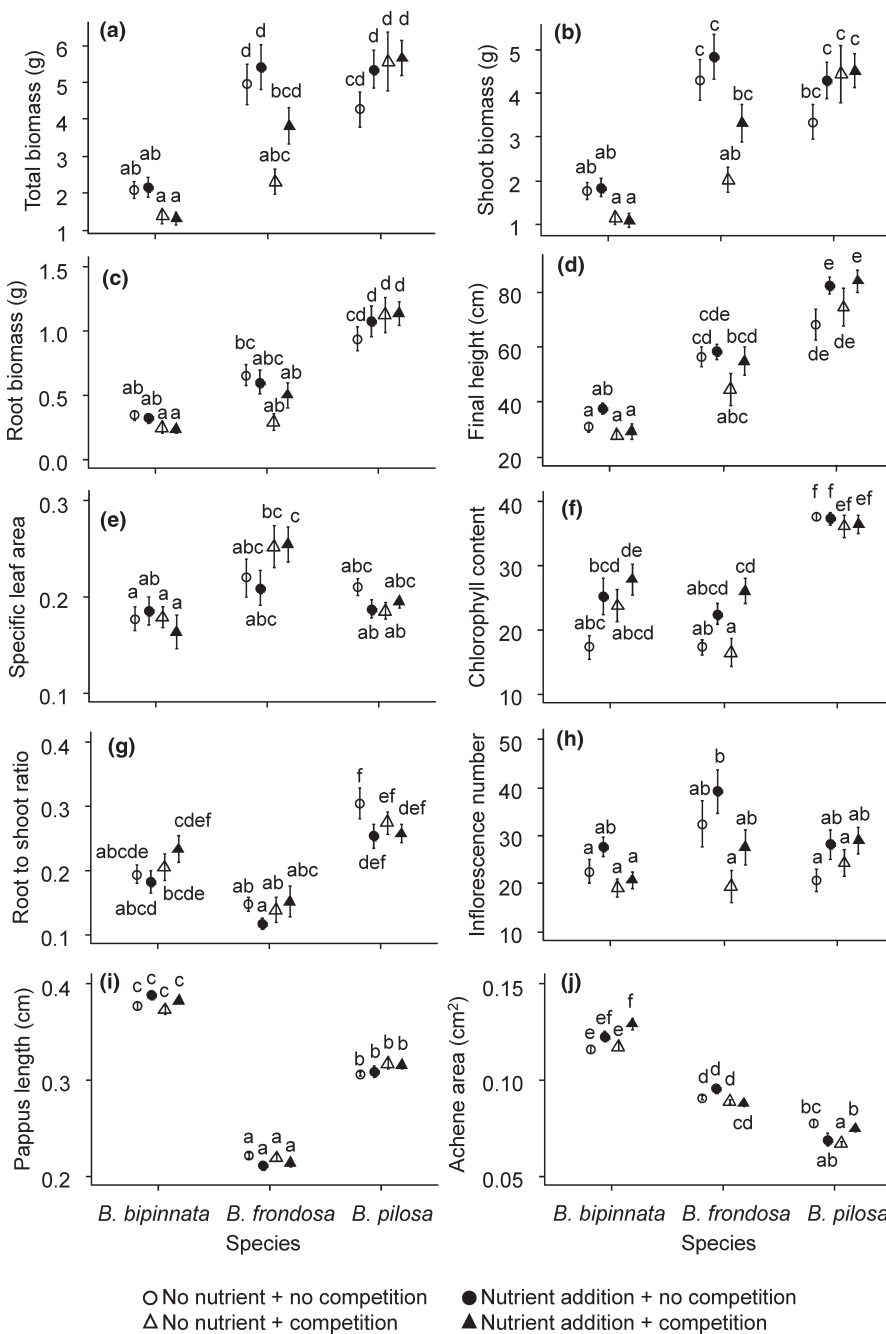 (a)
Total biomass (g)
6
5
4
3
2
1
ab
ab
a a
d
d
abc
bcd
cd
d
d
d
(b)
Shoot biomass (g)
5
4
3
2
1
ab
ab
a a
c
c
ab
bc
bc
c
c
c
(c)
Root biomass (g)
1.5
1.0
0.5
0.0
ab
ab
a a
bc
abc
ab
ab
cd
d
d
d
(d)
Final height (cm)
80
60
40
20
a
ab
a a
cd
cde
abc
bcd
de
e
de
e
(e)
Specific leaf area
0.3
0.2
0.1
a
ab
a
a
abc
abc
bc
c
abc
ab ab
abc
(f)
Chlorophyll content
40
30
20
10
abc
bcd
abcd
de
ab
abcd
a
cd
f f
ef ef
(g)
Root to shoot ratio
0.4
0.3
0.2
0.1
abcde
abcd
bcde
cdef
ab
a
ab
abc
f
def
ef
def
(h)
Inflorescence number
50
40
30
20
10
a
ab
a
a
ab
b
a
ab
a
ab
a
ab
(i)
Pappus length (cm)
0.4
0.3
0.2
c c c c
a a a a
b b b b
B. bipinnata B. frondosa B. pilosa
Species
(j)
Achene area (cm²)
0.15
0.10
0.05
e
ef
e
f
d d d
cd
bc
ab
a
b
B. bipinnata B. frondosa B. pilosa
Species
No nutrient + no competition Nutrient addition + no competition
No nutrient + competition Nutrient addition + competition